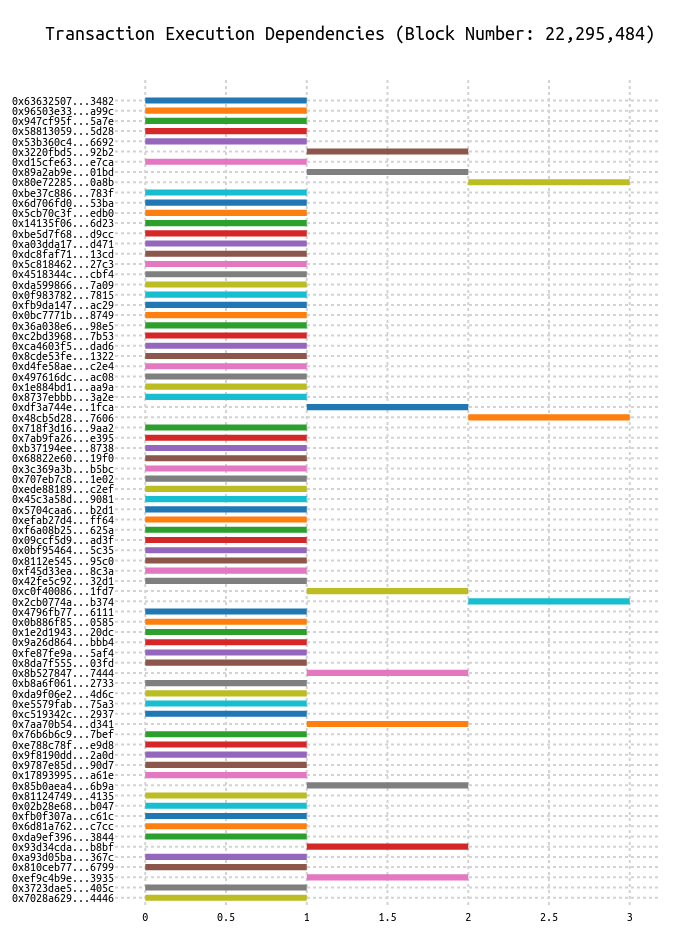 Transaction Execution Dependencies (Block Number: 22,295,484)
0x63632507...3482
0x96503e33...a99c
0x947cf95f...5a7e
0x58813059...5d28
0x53b360c4...6692
0x3220fbd5...92b2
0xd15cfe63...e7ca
0x89a2ab9e...01bd
0x80e72285...0a8b
0xbe37c886...783f
0x6d706fd0...53ba
0x5cb70c3f...edb0
0x14135f06...6d23
0xbe5d7f68...d9cc
0xa03dda17...d471
0xdc8faf71...13cd
0x5c818462...27c3
0x4518344c...cbf4
0xda599866...7a09
0x0f983782...7815
0xfb9da147...ac29
0x0bc7771b...8749
0x36a038e6...98e5
0xc2bd3968...7b53
0xca4603f5...dad6
0x8cde53fe...1322
0xd4fe58ae...c2e4
0x497616dc...ac08
0x1e884bd1...aa9a
0x8737ebbb...3a2e
0xdf3a744e...1fca
0x48cb5d28...7606
0x718f3d16...9aa2
0x7ab9fa26...e395
0xb37194ee...8738
0x68822e60...19f0
0x3c369a3b...b5bc
0x707eb7c8...1e02
0xede88189...c2ef
0x45c3a58d...9081
0x5704caa6...b2d1
0xefab27d4...ff64
0xf6a08b25...625a
0x09ccf5d9...ad3f
0x0bf95464...5c35
0x8112e545...95c0
0xf45d33ea...8c3a
0x42fe5c92...32d1
0xc0f40086...1fd7
0x2cb0774a...b374
0x4796fb77...6111
0x0b886f85...0585
0x1e2d1943...20dc
0x9a26d864...bbb4
0xfe87fe9a...5af4
0x8da7f555...03fd
0x8b527847...7444
0xb8a6f061...2733
0xda9f06e2...4d6c
0xe5579fab...75a3
0xc519342c...2937
0x7aa70b54...d341
0x76b6b6c9...7bef
0xe788c78f...e9d8
0x9f8190dd...2a0d
0x9787e85d...90d7
0x17893995...a61e
0x85b0aea4...6b9a
0x81124749...4135
0x02b28e68...b047
0xfb0f307a...c61c
0x6d81a762...c7cc
0xda9ef396...3844
0x93d34cda...b8bf
0xa93d05ba...367c
0x810ceb77...6799
0xef9c4b9e...3935
0x3723dae5...405c
0x7028a629...4446
0 0.5 1 1.5 2 2.5 3